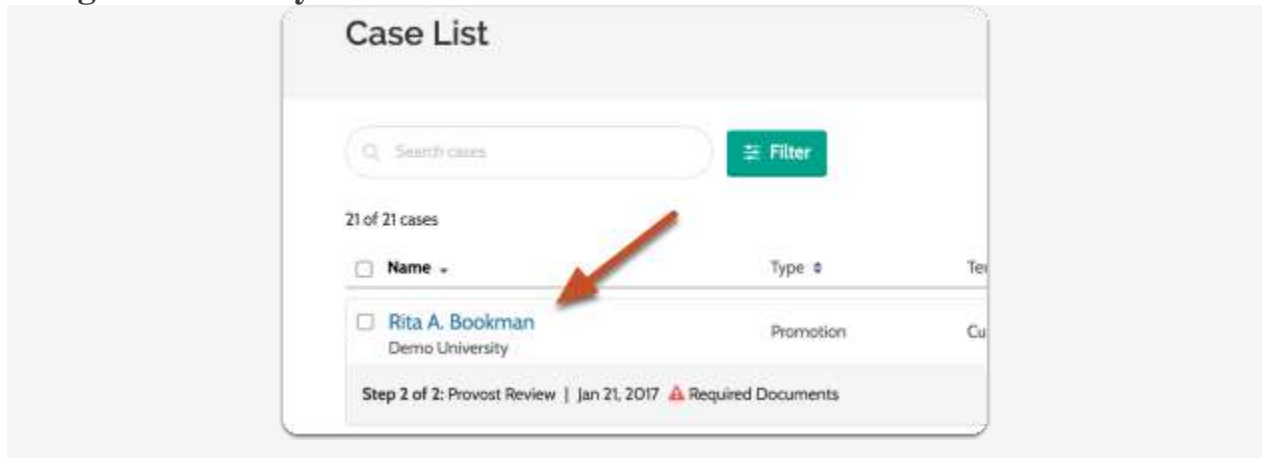 Case List
Search cases
Filter
21 of 21 cases
Name
Type
Rita A. Bookman
Promotion
Cu
Demo University
Step 2 of 2: Provost Review | Jan 21, 2017 Required Documents